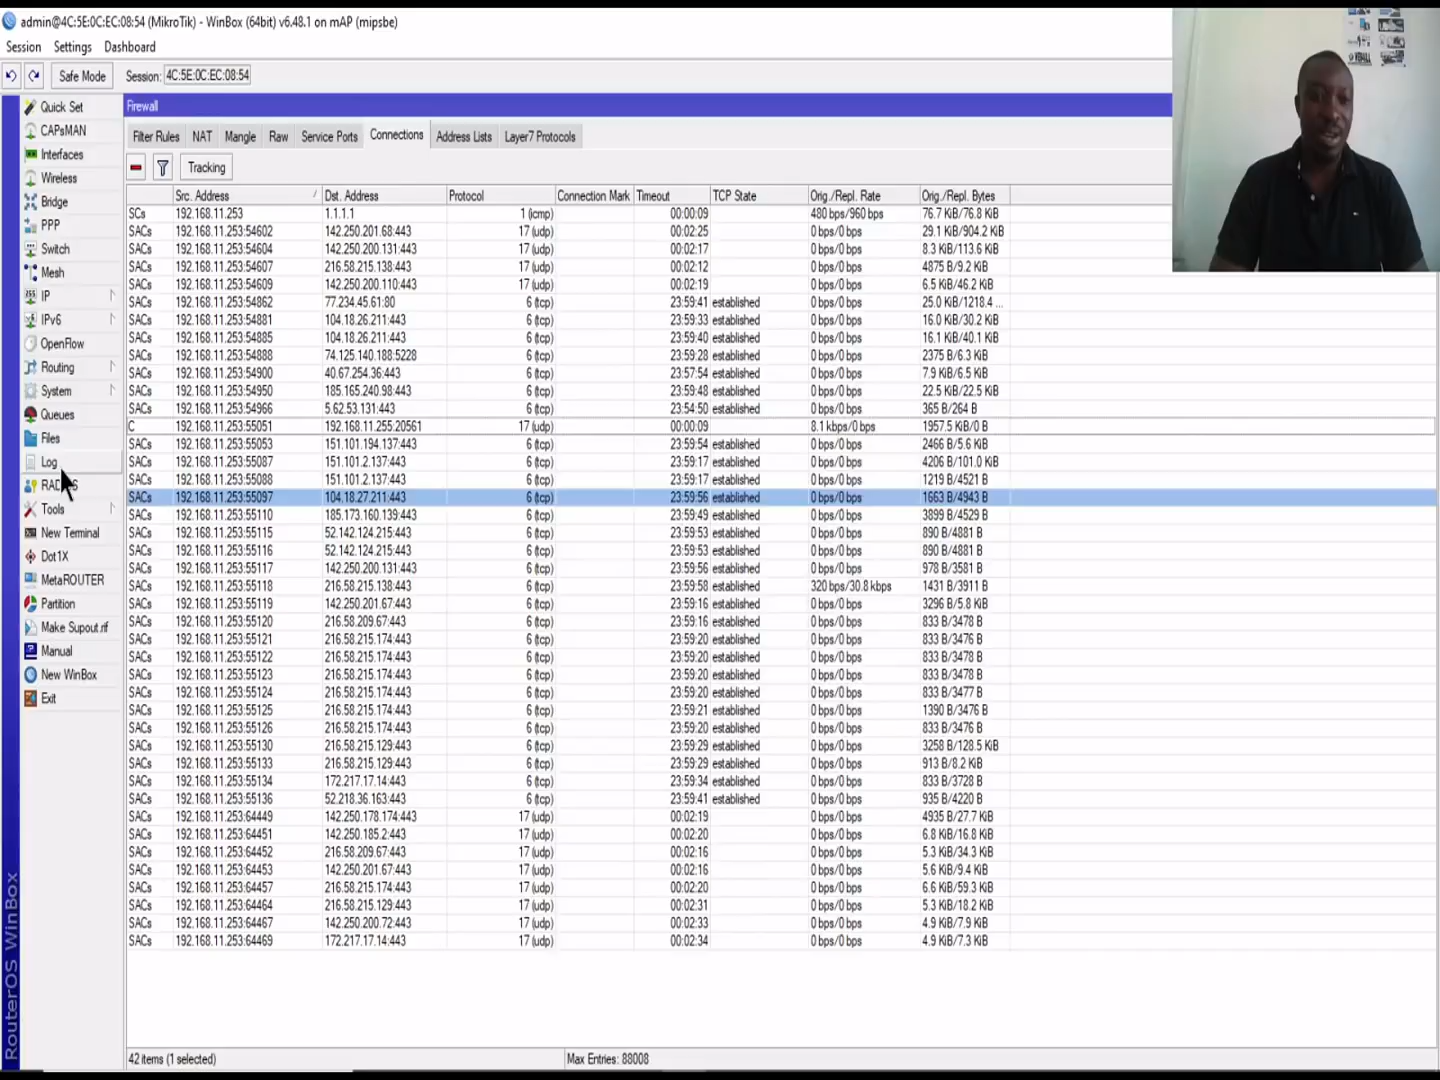 admin@4C:5E:0C:EC:08:54 (MikroTik) - WinBox (64bit) v6.48.1 on mAP (mipsbe)
Session Settings Dashboard
Safe Mode Session: 4C:5E:0C:EC:08:54
Quick Set
CAPsMAN
Interfaces
Wireless
Bridge
PPP
Switch
Mesh
IP
IPv6
OpenFlow
Routing
System
Queues
Files
Log
Tools
New Terminal
Dot1X
MetaROUTER
Partition
Make Supout.rif
Manual
New WinBox
Exit
RouterOS WinBox
Firewall
Filter Rules NAT Mangle Raw Service Ports Connections Address Lists Layer7 Protocols
Tracking
Src. Address / Dst. Address Protocol Connection Mark Timeout TCP State Orig./Repl. Rate Orig./Repl. Bytes
SCs 192.168.11.253 1.1.1.1 1 (icmp) 00:00:09 480 bps/960 bps 76.7 KiB/76.8 KiB
SACs 192.168.11.253:54602 142.250.201.68:443 17 (udp) 00:02:25 0 bps/0 bps 29.1 KiB/904.2 KiB
SACs 192.168.11.253:54604 142.250.200.131:443 17 (udp) 00:02:17 0 bps/0 bps 8.3 KiB/113.6 KiB
SACs 192.168.11.253:54607 216.58.215.138:443 17 (udp) 00:02:12 0 bps/0 bps 4875 B/9.2 KiB
SACs 192.168.11.253:54609 142.250.200.110:443 17 (udp) 00:02:19 0 bps/0 bps 6.5 KiB/46.2 KiB
SACs 192.168.11.253:54862 77.234.45.61:80 6 (tcp) 23:59:41 established 0 bps/0 bps 25.0 KiB/1218.4 ...
SACs 192.168.11.253:54881 104.18.26.211:443 6 (tcp) 23:59:33 established 0 bps/0 bps 16.0 KiB/30.2 KiB
SACs 192.168.11.253:54885 104.18.26.211:443 6 (tcp) 23:59:40 established 0 bps/0 bps 16.1 KiB/40.1 KiB
SACs 192.168.11.253:54888 74.125.140.188:5228 6 (tcp) 23:59:28 established 0 bps/0 bps 2375 B/6.3 KiB
SACs 192.168.11.253:54900 40.67.254.36:443 6 (tcp) 23:57:54 established 0 bps/0 bps 7.9 KiB/6.5 KiB
SACs 192.168.11.253:54950 185.165.240.98:443 6 (tcp) 23:59:48 established 0 bps/0 bps 22.5 KiB/22.5 KiB
SACs 192.168.11.253:54966 5.62.53.131:443 6 (tcp) 23:54:50 established 0 bps/0 bps 365 B/264 B
C 192.168.11.253:55051 192.168.11.255:20561 17 (udp) 00:00:09 8.1 kbps/0 bps 1957.5 KiB/0 B
SACs 192.168.11.253:55053 151.101.194.137:443 6 (tcp) 23:59:54 established 0 bps/0 bps 2466 B/5.6 KiB
SACs 192.168.11.253:55087 151.101.2.137:443 6 (tcp) 23:59:17 established 0 bps/0 bps 4206 B/101.0 KiB
SACs 192.168.11.253:55088 151.101.2.137:443 6 (tcp) 23:59:17 established 0 bps/0 bps 1219 B/4521 B
SACs 192.168.11.253:55097 104.18.27.211:443 6 (tcp) 23:59:56 established 0 bps/0 bps 1663 B/4943 B
SACs 192.168.11.253:55110 185.173.160.139:443 6 (tcp) 23:59:49 established 0 bps/0 bps 3899 B/4529 B
SACs 192.168.11.253:55115 52.142.124.215:443 6 (tcp) 23:59:53 established 0 bps/0 bps 890 B/4881 B
SACs 192.168.11.253:55116 52.142.124.215:443 6 (tcp) 23:59:53 established 0 bps/0 bps 890 B/4881 B
SACs 192.168.11.253:55117 142.250.200.131:443 6 (tcp) 23:59:56 established 0 bps/0 bps 978 B/3581 B
SACs 192.168.11.253:55118 216.58.215.138:443 6 (tcp) 23:59:58 established 320 bps/30.8 kbps 1431 B/3911 B
SACs 192.168.11.253:55119 142.250.201.67:443 6 (tcp) 23:59:16 established 0 bps/0 bps 3296 B/5.8 KiB
SACs 192.168.11.253:55120 216.58.209.67:443 6 (tcp) 23:59:16 established 0 bps/0 bps 833 B/3478 B
SACs 192.168.11.253:55121 216.58.215.174:443 6 (tcp) 23:59:20 established 0 bps/0 bps 833 B/3476 B
SACs 192.168.11.253:55122 216.58.215.174:443 6 (tcp) 23:59:20 established 0 bps/0 bps 833 B/3478 B
SACs 192.168.11.253:55123 216.58.215.174:443 6 (tcp) 23:59:20 established 0 bps/0 bps 833 B/3478 B
SACs 192.168.11.253:55124 216.58.215.174:443 6 (tcp) 23:59:20 established 0 bps/0 bps 833 B/3477 B
SACs 192.168.11.253:55125 216.58.215.174:443 6 (tcp) 23:59:21 established 0 bps/0 bps 1390 B/3476 B
SACs 192.168.11.253:55126 216.58.215.174:443 6 (tcp) 23:59:20 established 0 bps/0 bps 833 B/3476 B
SACs 192.168.11.253:55130 216.58.215.129:443 6 (tcp) 23:59:29 established 0 bps/0 bps 3258 B/128.5 KiB
SACs 192.168.11.253:55133 216.58.215.129:443 6 (tcp) 23:59:29 established 0 bps/0 bps 913 B/8.2 KiB
SACs 192.168.11.253:55134 172.217.17.14:443 6 (tcp) 23:59:34 established 0 bps/0 bps 833 B/3728 B
SACs 192.168.11.253:55136 52.218.36.163:443 6 (tcp) 23:59:41 established 0 bps/0 bps 935 B/4220 B
SACs 192.168.11.253:64449 142.250.178.174:443 17 (udp) 00:02:19 0 bps/0 bps 4935 B/27.7 KiB
SACs 192.168.11.253:64451 142.250.185.2:443 17 (udp) 00:02:20 0 bps/0 bps 6.8 KiB/16.8 KiB
SACs 192.168.11.253:64452 216.58.209.67:443 17 (udp) 00:02:16 0 bps/0 bps 5.3 KiB/34.3 KiB
SACs 192.168.11.253:64453 142.250.201.67:443 17 (udp) 00:02:16 0 bps/0 bps 5.6 KiB/9.4 KiB
SACs 192.168.11.253:64457 216.58.215.174:443 17 (udp) 00:02:20 0 bps/0 bps 6.6 KiB/59.3 KiB
SACs 192.168.11.253:64464 216.58.215.129:443 17 (udp) 00:02:31 0 bps/0 bps 5.3 KiB/18.2 KiB
SACs 192.168.11.253:64467 142.250.200.72:443 17 (udp) 00:02:33 0 bps/0 bps 4.9 KiB/7.9 KiB
SACs 192.168.11.253:64469 172.217.17.14:443 17 (udp) 00:02:34 0 bps/0 bps 4.9 KiB/7.3 KiB
42 items (1 selected) Max Entries: 88008